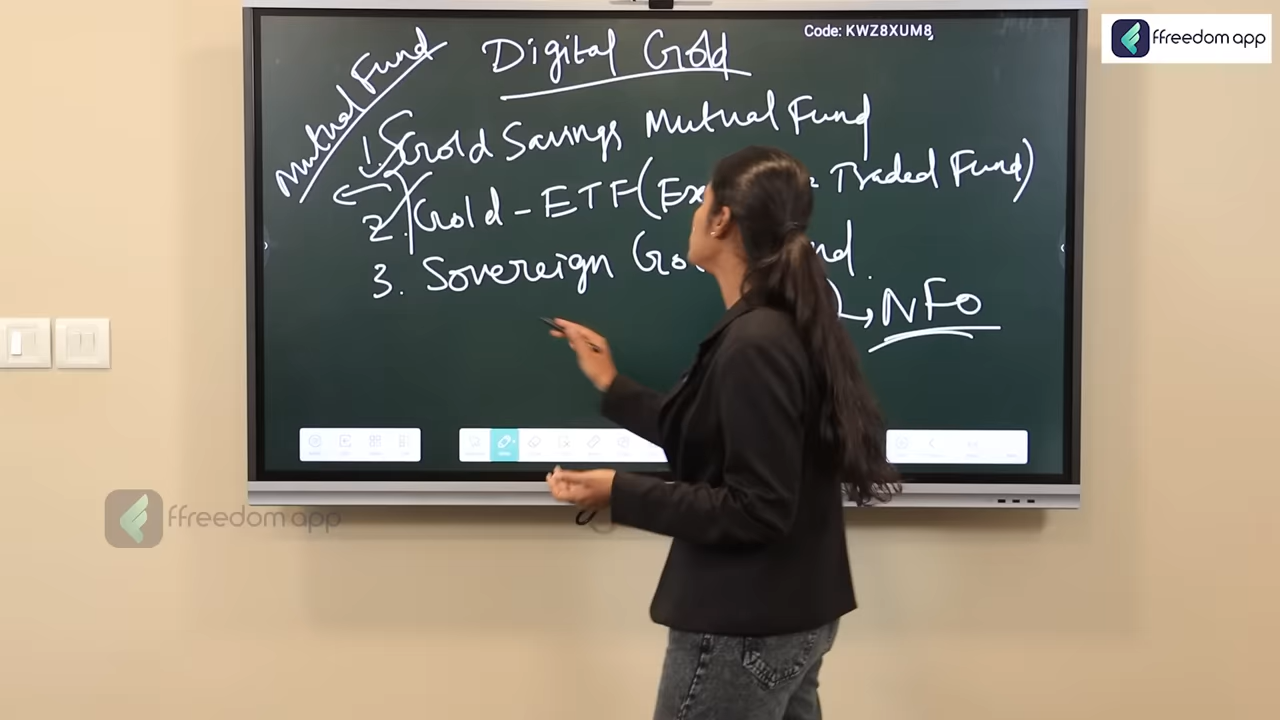 Code: KWZ8XUM8
ffreedom app
Mutual Fund
Digital Gold
1. Gold Savings Mutual Fund
2. Gold - ETF (Ex Traded Fund)
3. Sovereign Go nd.
NFO
ffreedom app